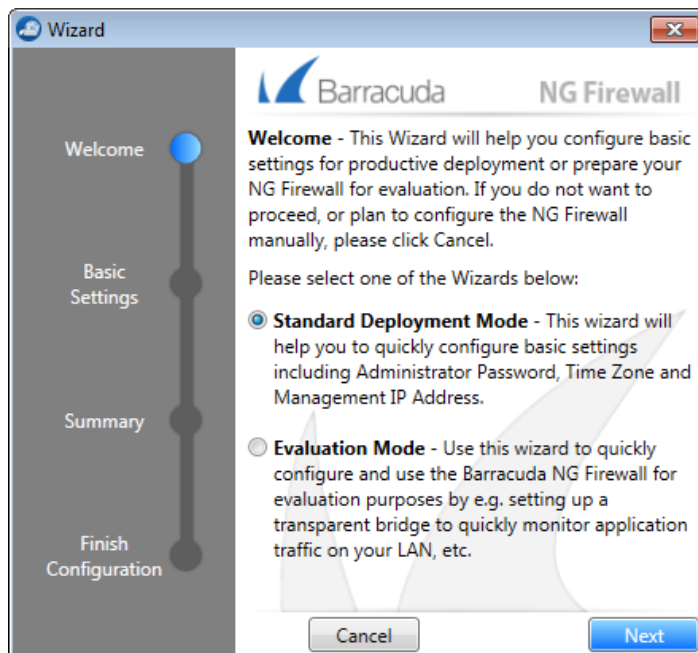 Wizard
Barracuda
NG Firewall
Welcome
Basic
Settings
Summary
Finish
Configuration
Welcome - This Wizard will help you configure basic
settings for productive deployment or prepare your
NG Firewall for evaluation. If you do not want to
proceed, or plan to configure the NG Firewall
manually, please click Cancel.
Please select one of the Wizards below:
Standard Deployment Mode - This wizard will
help you to quickly configure basic settings
including Administrator Password, Time Zone and
Management IP Address.
Evaluation Mode - Use this wizard to quickly
configure and use the Barracuda NG Firewall for
evaluation purposes by e.g. setting up a
transparent bridge to quickly monitor application
traffic on your LAN, etc.
Cancel
Next